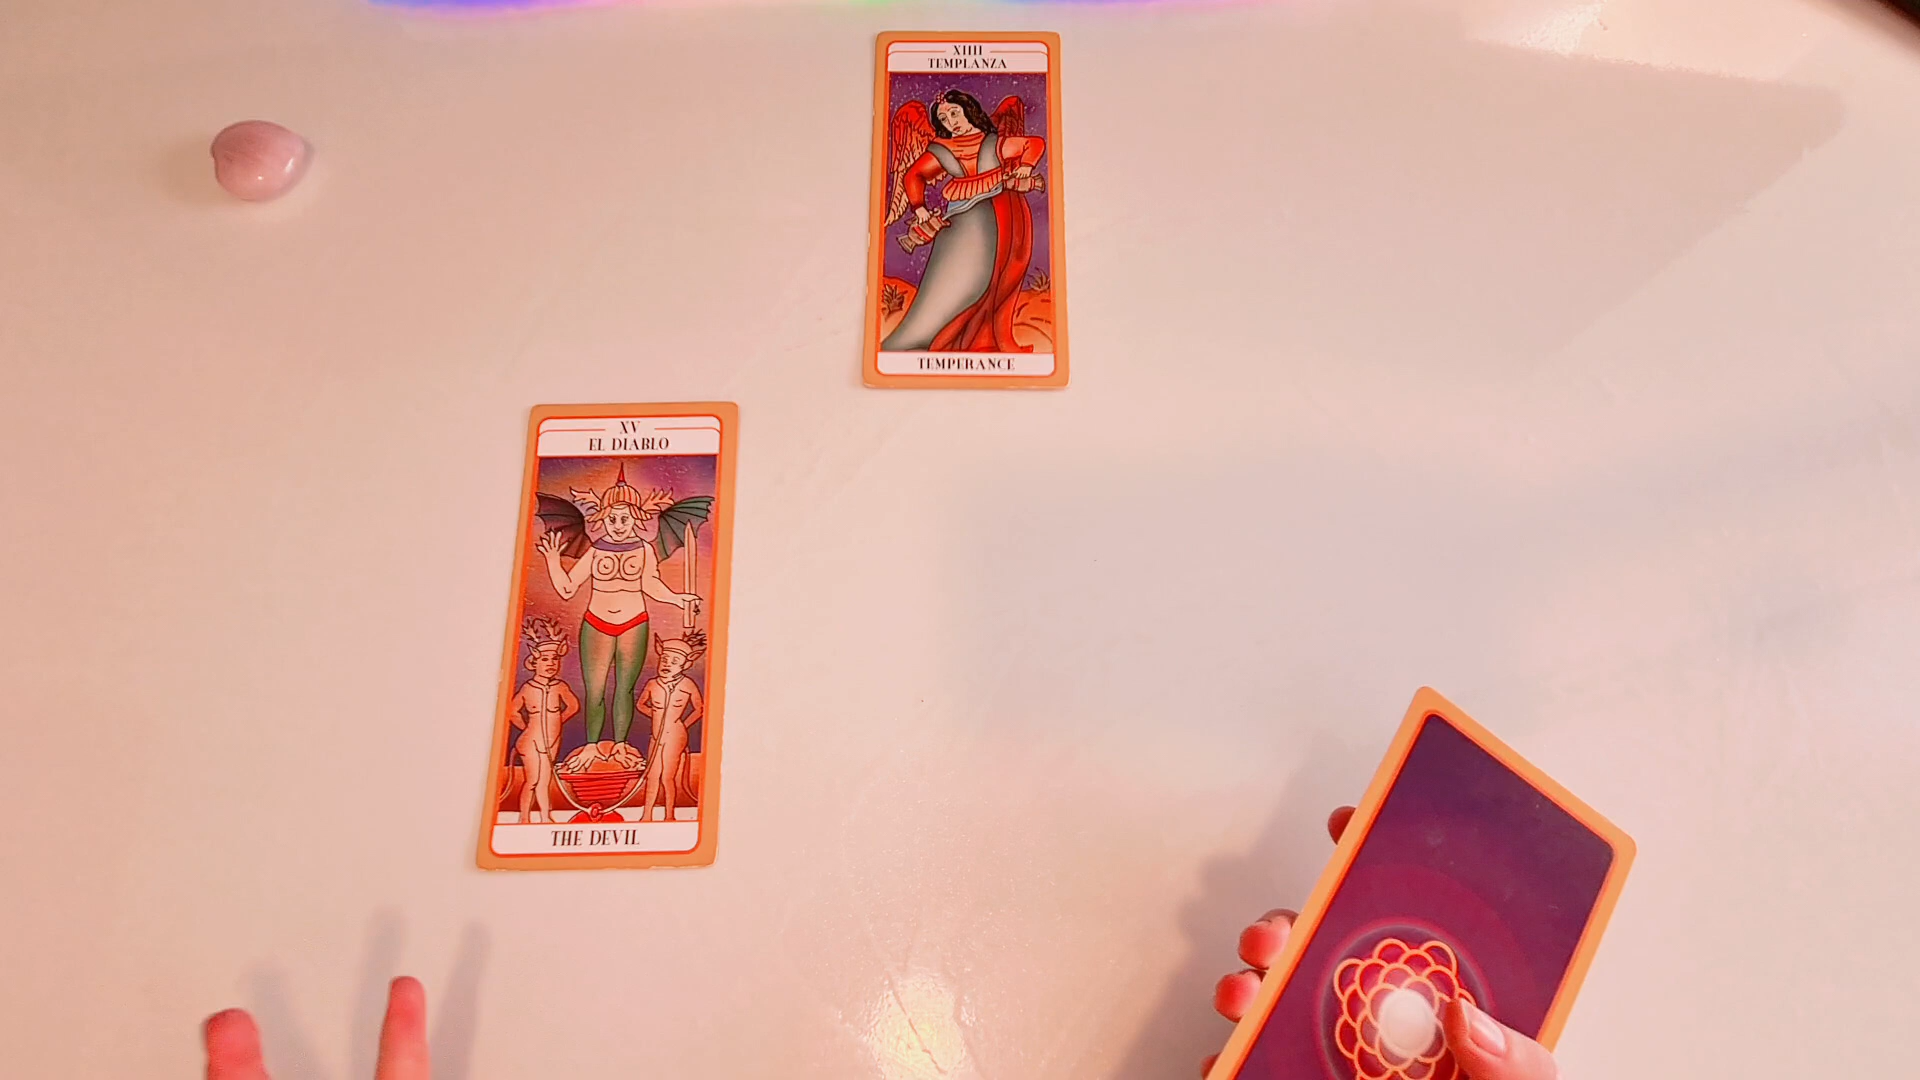 XIIII
TEMPLANZA
TEMPERANCE
XV
EL DIABLO
THE DEVIL